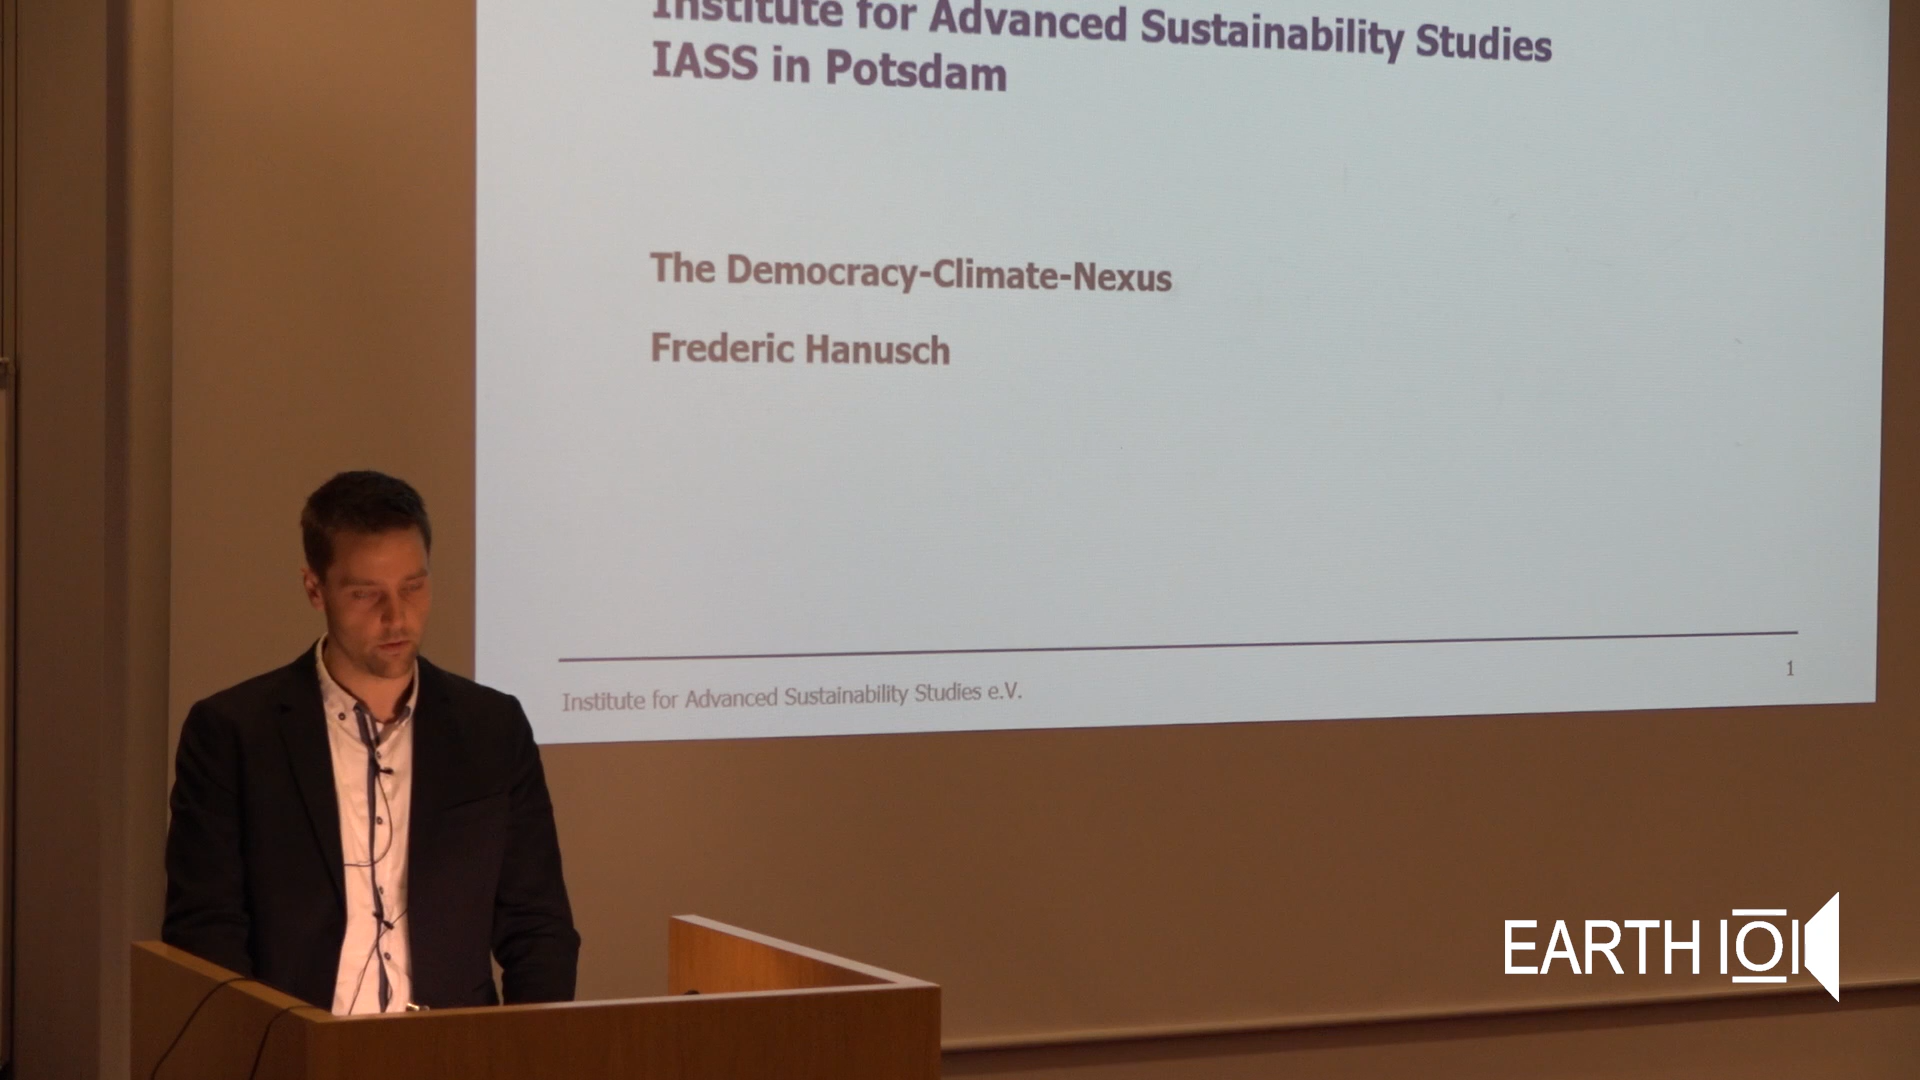 Institute for Advanced Sustainability Studies
IASS in Potsdam
The Democracy-Climate-Nexus
Frederic Hanusch
Institute for Advanced Sustainability Studies e.V.
1
EARTH 101